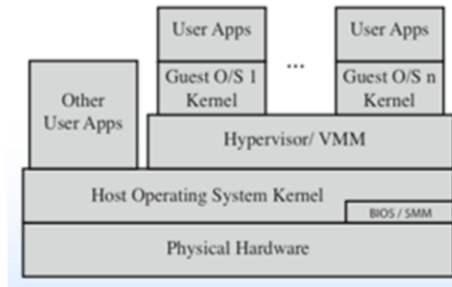 User Apps
User Apps
...
Guest O/S 1
Kernel
Guest O/S n
Kernel
Other
User Apps
Hypervisor/ VMM
Host Operating System Kernel
BIOS / SMM
Physical Hardware